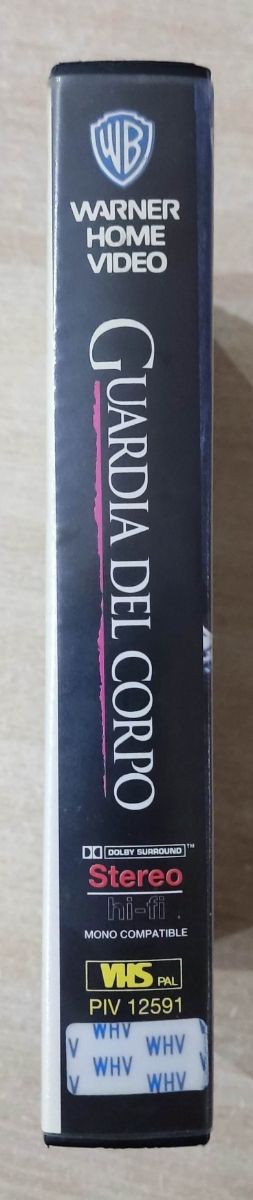 WB
WARNER
HOME
VIDEO
GUARDIA DEL CORPO
DOLBY SURROUND™
Stereo
hi-fi
MONO COMPATIBLE
VHS PAL
PIV 12591
WHV
V WHV
WHV
V WHV